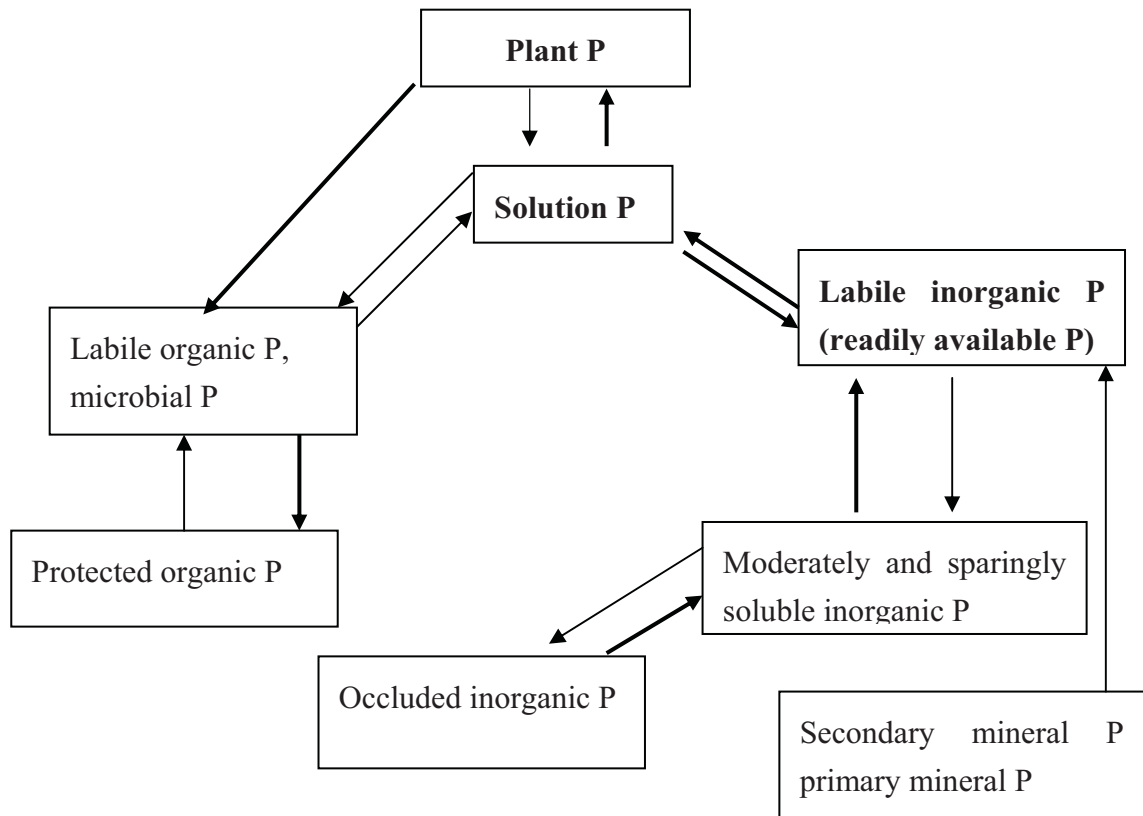 Plant P
Solution P
Labile inorganic P
(readily available P)
Labile organic P,
microbial P
Protected organic P
Moderately and sparingly
soluble inorganic P
Occluded inorganic P
Secondary mineral P
primary mineral P